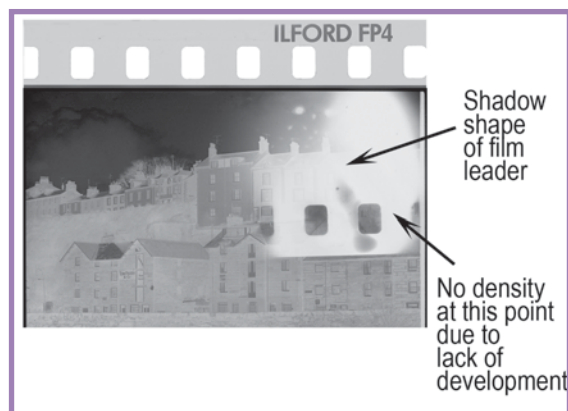 ILFORD FP4
Shadow
shape
of film
leader
No density
at this point
due to
lack of
development